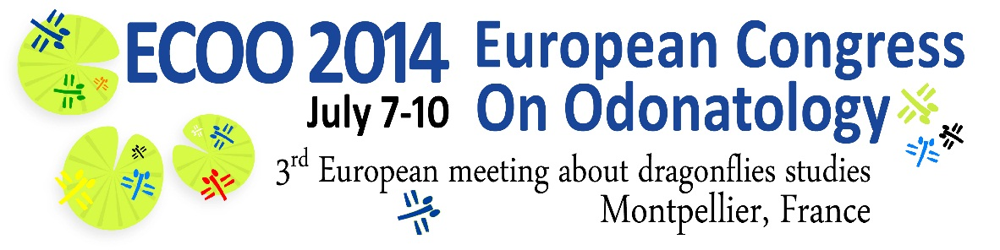 ECOO 2014
July 7-10
European Congress
On Odonatology
3rd European meeting about dragonflies studies
Montpellier, France